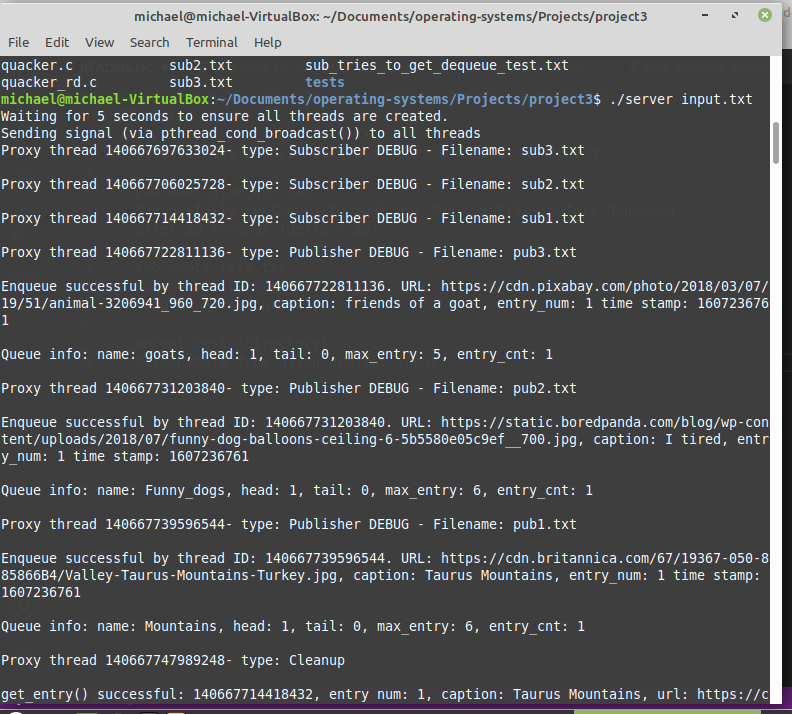 michael@michael-VirtualBox: ~/Documents/operating-systems/Projects/project3
File Edit View Search Terminal Help
quacker.c sub2.txt sub_tries_to_get_dequeue_test.txt
quacker_rd.c sub3.txt tests
michael@michael-VirtualBox:~/Documents/operating-systems/Projects/project3$ ./server input.txt
Waiting for 5 seconds to ensure all threads are created.
Sending signal (via pthread_cond_broadcast()) to all threads
Proxy thread 140667697633024- type: Subscriber DEBUG - Filename: sub3.txt
Proxy thread 140667706025728- type: Subscriber DEBUG - Filename: sub2.txt
Proxy thread 140667714418432- type: Subscriber DEBUG - Filename: sub1.txt
Proxy thread 140667722811136- type: Publisher DEBUG - Filename: pub3.txt
Enqueue successful by thread ID: 140667722811136. URL: https://cdn.pixabay.com/photo/2018/03/07/
19/51/animal-3206941_960_720.jpg, caption: friends of a goat, entry_num: 1 time stamp: 160723676
1
Queue info: name: goats, head: 1, tail: 0, max_entry: 5, entry_cnt: 1
Proxy thread 140667731203840- type: Publisher DEBUG - Filename: pub2.txt
Enqueue successful by thread ID: 140667731203840. URL: https://static.boredpanda.com/blog/wp-con
tent/uploads/2018/07/funny-dog-balloons-ceiling-6-5b5580e05c9ef__700.jpg, caption: I tired, entr
y_num: 1 time stamp: 1607236761
Queue info: name: Funny_dogs, head: 1, tail: 0, max_entry: 6, entry_cnt: 1
Proxy thread 140667739596544- type: Publisher DEBUG - Filename: pub1.txt
Enqueue successful by thread ID: 140667739596544. URL: https://cdn.britannica.com/67/19367-050-8
85866B4/Valley-Taurus-Mountains-Turkey.jpg, caption: Taurus Mountains, entry_num: 1 time stamp:
1607236761
Queue info: name: Mountains, head: 1, tail: 0, max_entry: 6, entry_cnt: 1
Proxy thread 140667747989248- type: Cleanup
get_entry() successful: 140667714418432, entry num: 1, caption: Taurus Mountains, url: https://c